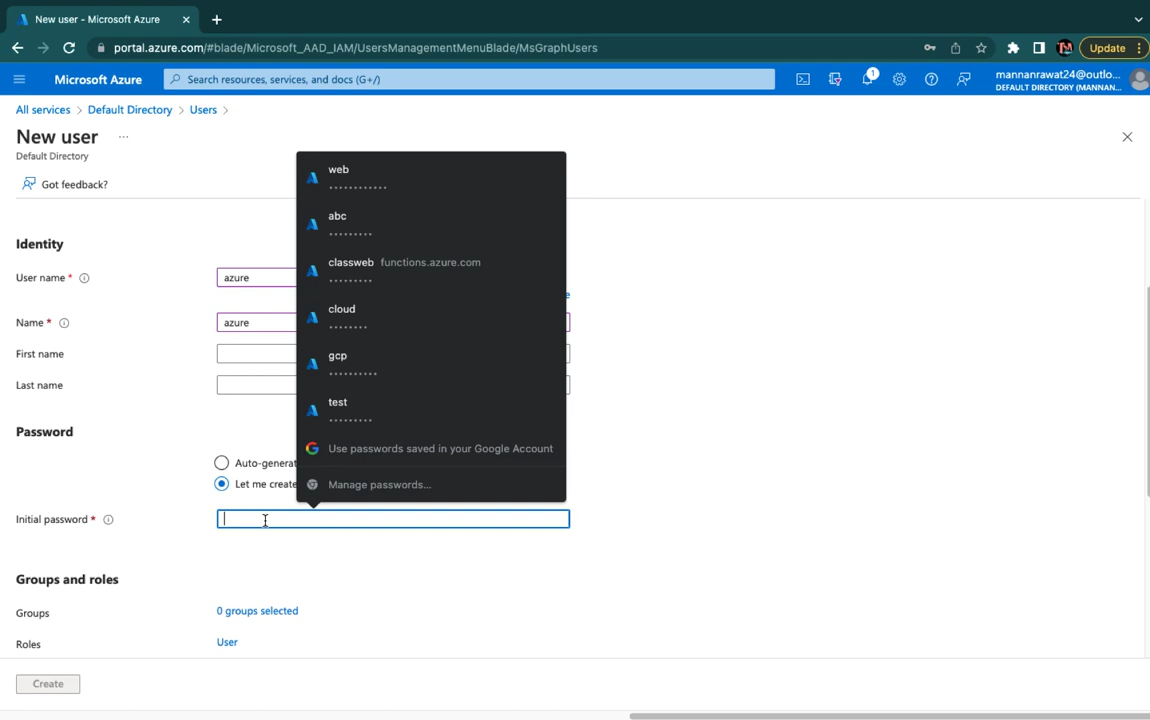 New user - Microsoft Azure
portal.azure.com/#blade/Microsoft_AAD_IAM/UsersManagementMenuBlade/MsGraphUsers
Update
Microsoft Azure
Search resources, services, and docs (G+/)
1
mannanrawat24@outlo...
DEFAULT DIRECTORY (MANNAN...
All services > Default Directory > Users >
New user ...
Default Directory
Got feedback?
web
............
abc
.........
classweb functions.azure.com
.........
cloud
........
gcp
..........
test
.........
Use passwords saved in your Google Account
Manage passwords...
Identity
User name *
azure
e
Name *
azure
First name
Last name
Password
Auto-generat
Let me create
Initial password *
Groups and roles
Groups
0 groups selected
Roles
User
Create